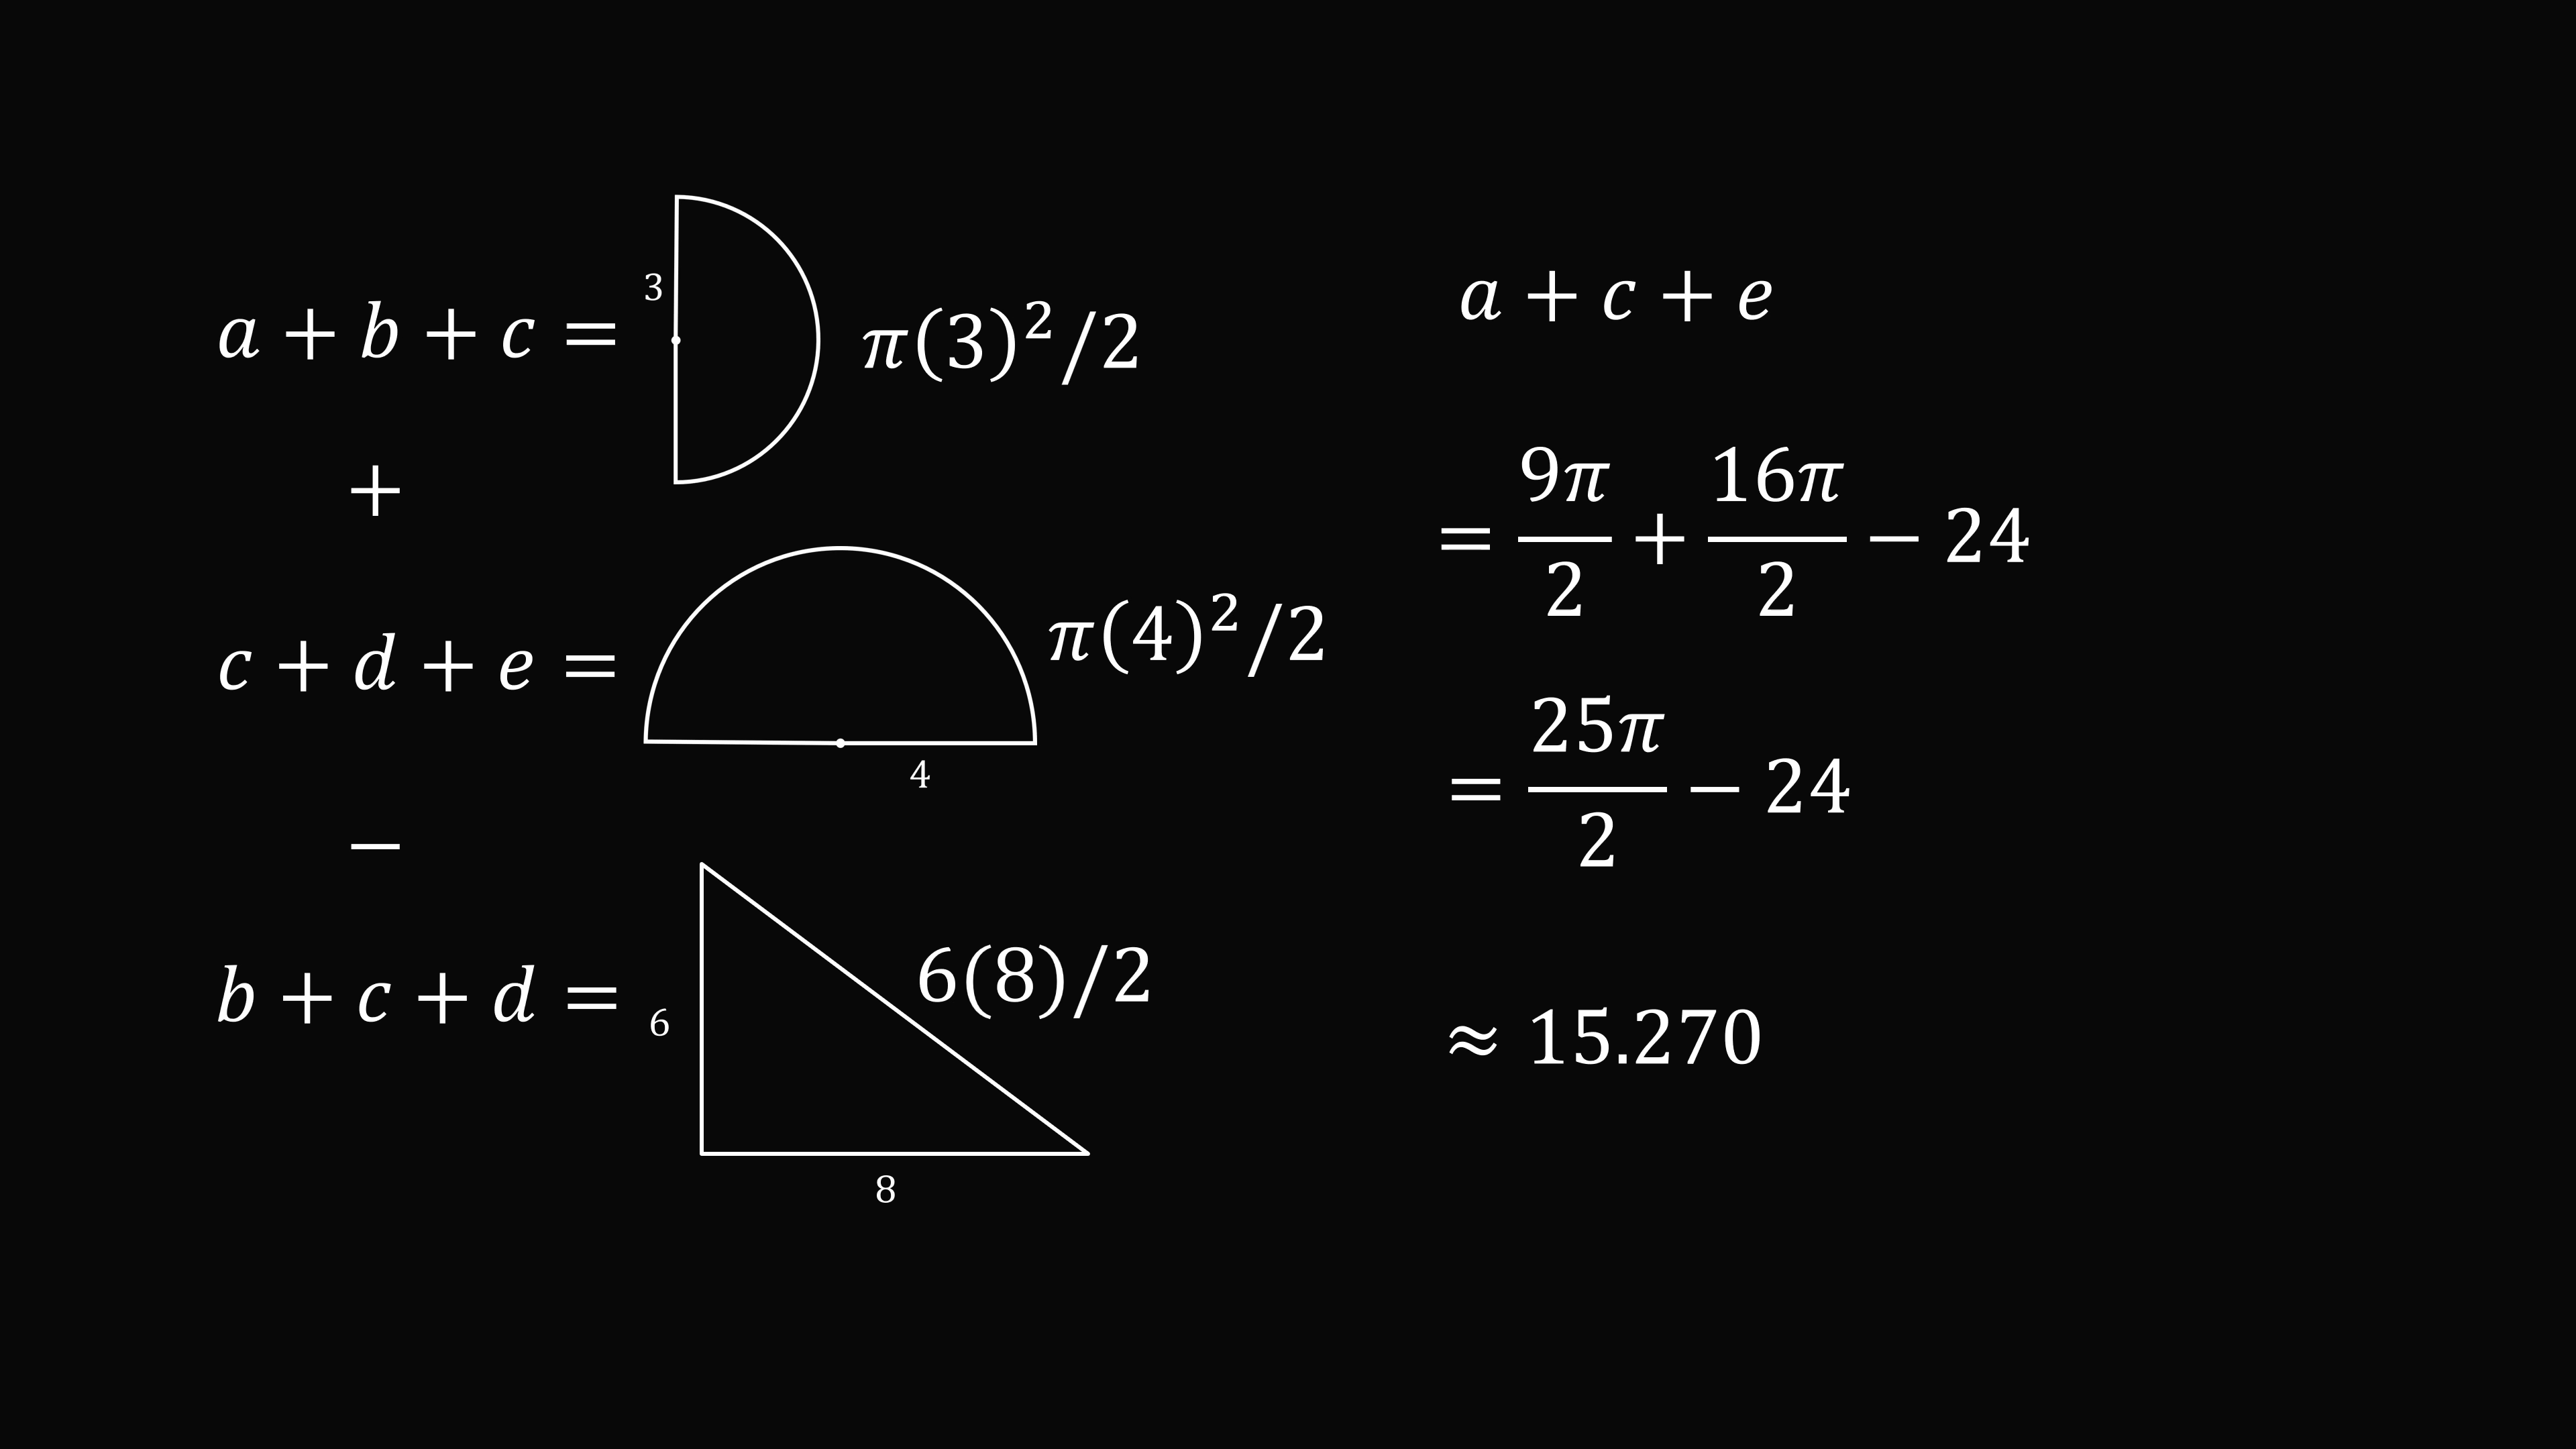 a + b + c =
3
π(3)²/2
+
c + d + e =
π(4)²/2
4
−
b + c + d =
6
6(8)/2
8
a + c + e
= 9π/2 + 16π/2 − 24
= 25π/2 − 24
≈ 15.270